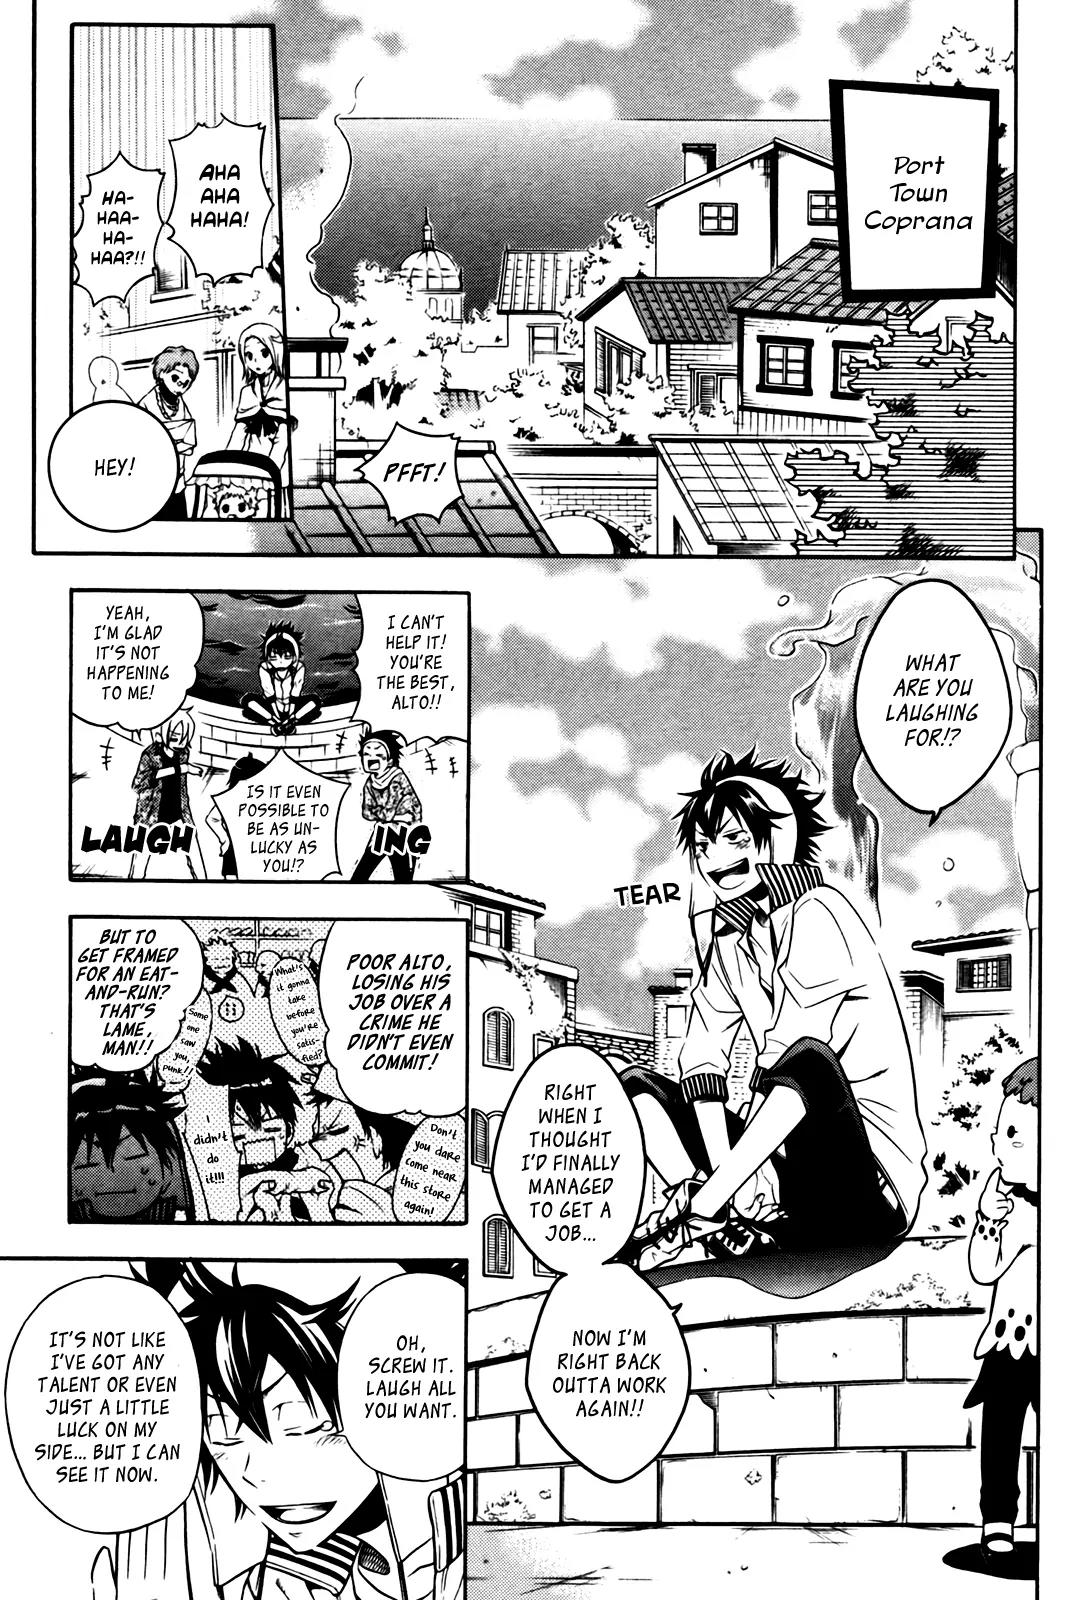 Port
Town
Coprana
PFFT!
AHA
AHA
HAHA!
HA-
HAA-
HA-
HAA?!!
HEY!
WHAT
ARE YOU
LAUGHING
FOR!?
TEAR
RIGHT
WHEN I
THOUGHT
I'D FINALLY
MANAGED
TO GET A
JOB...
NOW I'M
RIGHT BACK
OUTTA WORK
AGAIN!!
I CAN'T
HELP IT!
YOU'RE
THE BEST,
ALTO!!
YEAH,
I'M GLAD
IT'S NOT
HAPPENING
TO ME!
IS IT EVEN
POSSIBLE TO
BE AS UN-
LUCKY AS
YOU!?
LAUGH
ING
POOR ALTO,
LOSING HIS
JOB OVER A
CRIME HE
DIDN'T EVEN
COMMIT!
What's
it gonna
take
before
you're
satis-
fied?
BUT TO
GET FRAMED
FOR AN EAT-
AND-RUN?
THAT'S
LAME,
MAN!!
Some
one
saw
you,
punk!!
Don't
you dare
come near
this store
again!
I
didn't
do
it!!!
OH,
SCREW IT.
LAUGH ALL
YOU WANT.
IT'S NOT LIKE
I'VE GOT ANY
TALENT OR EVEN
JUST A LITTLE
LUCK ON MY
SIDE... BUT I CAN
SEE IT NOW.